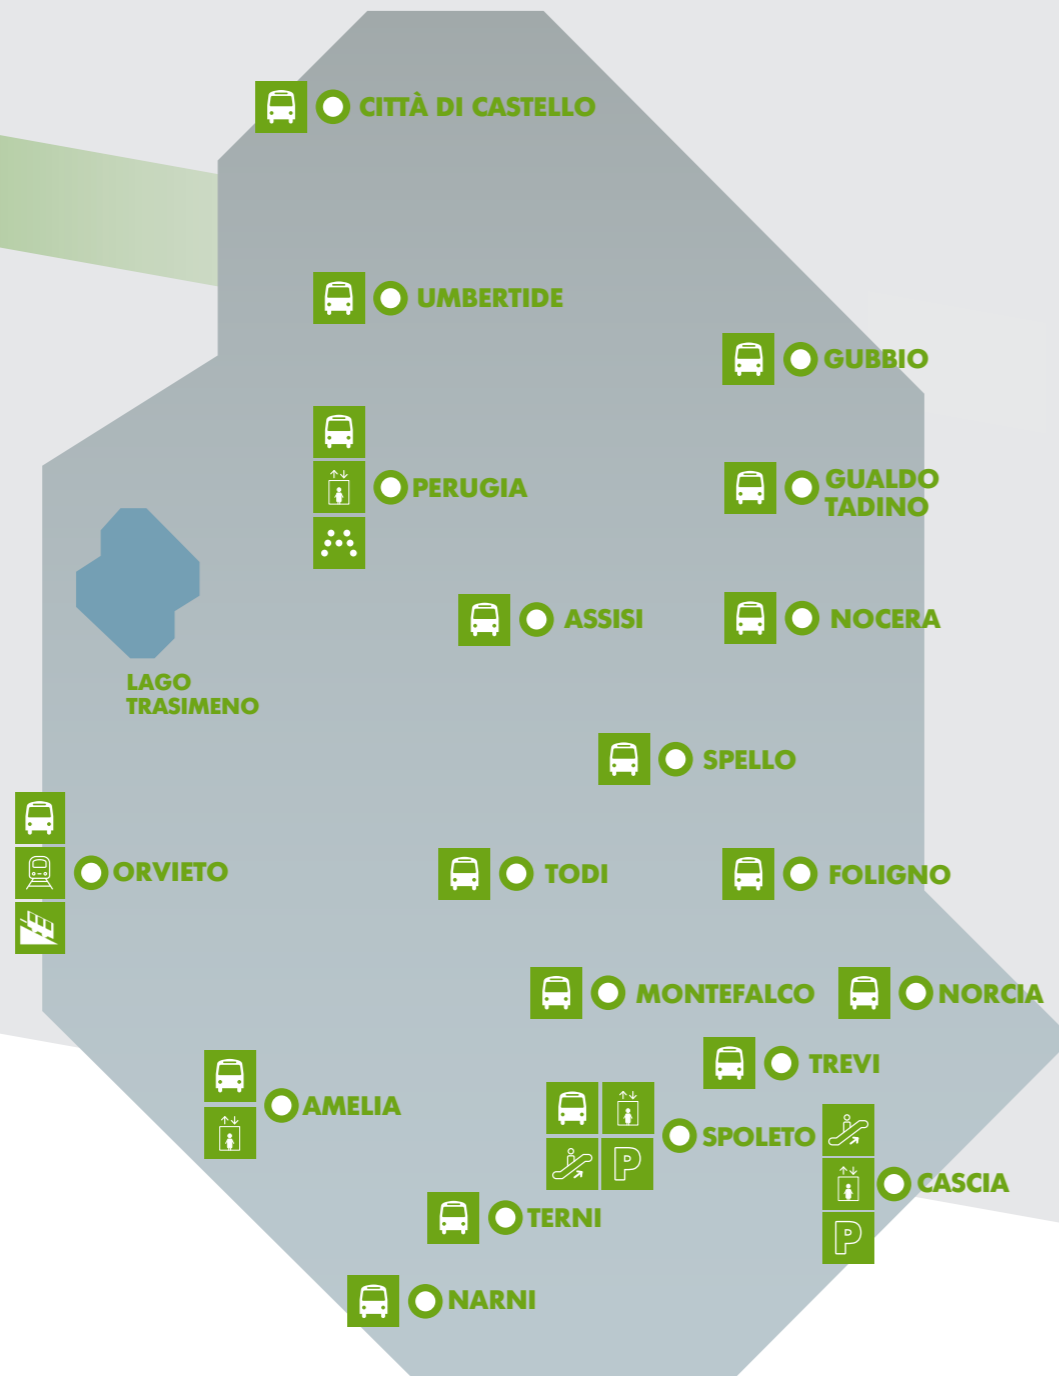 CITTÀ DI CASTELLO
UMBERTIDE
GUBBIO
PERUGIA
GUALDO
TADINO
ASSISI
NOCERA
LAGO
TRASIMENO
SPELLO
ORVIETO
TODI
FOLIGNO
MONTEFALCO
NORCIA
TREVI
AMELIA
SPOLETO
P
CASCIA
P
TERNI
NARNI